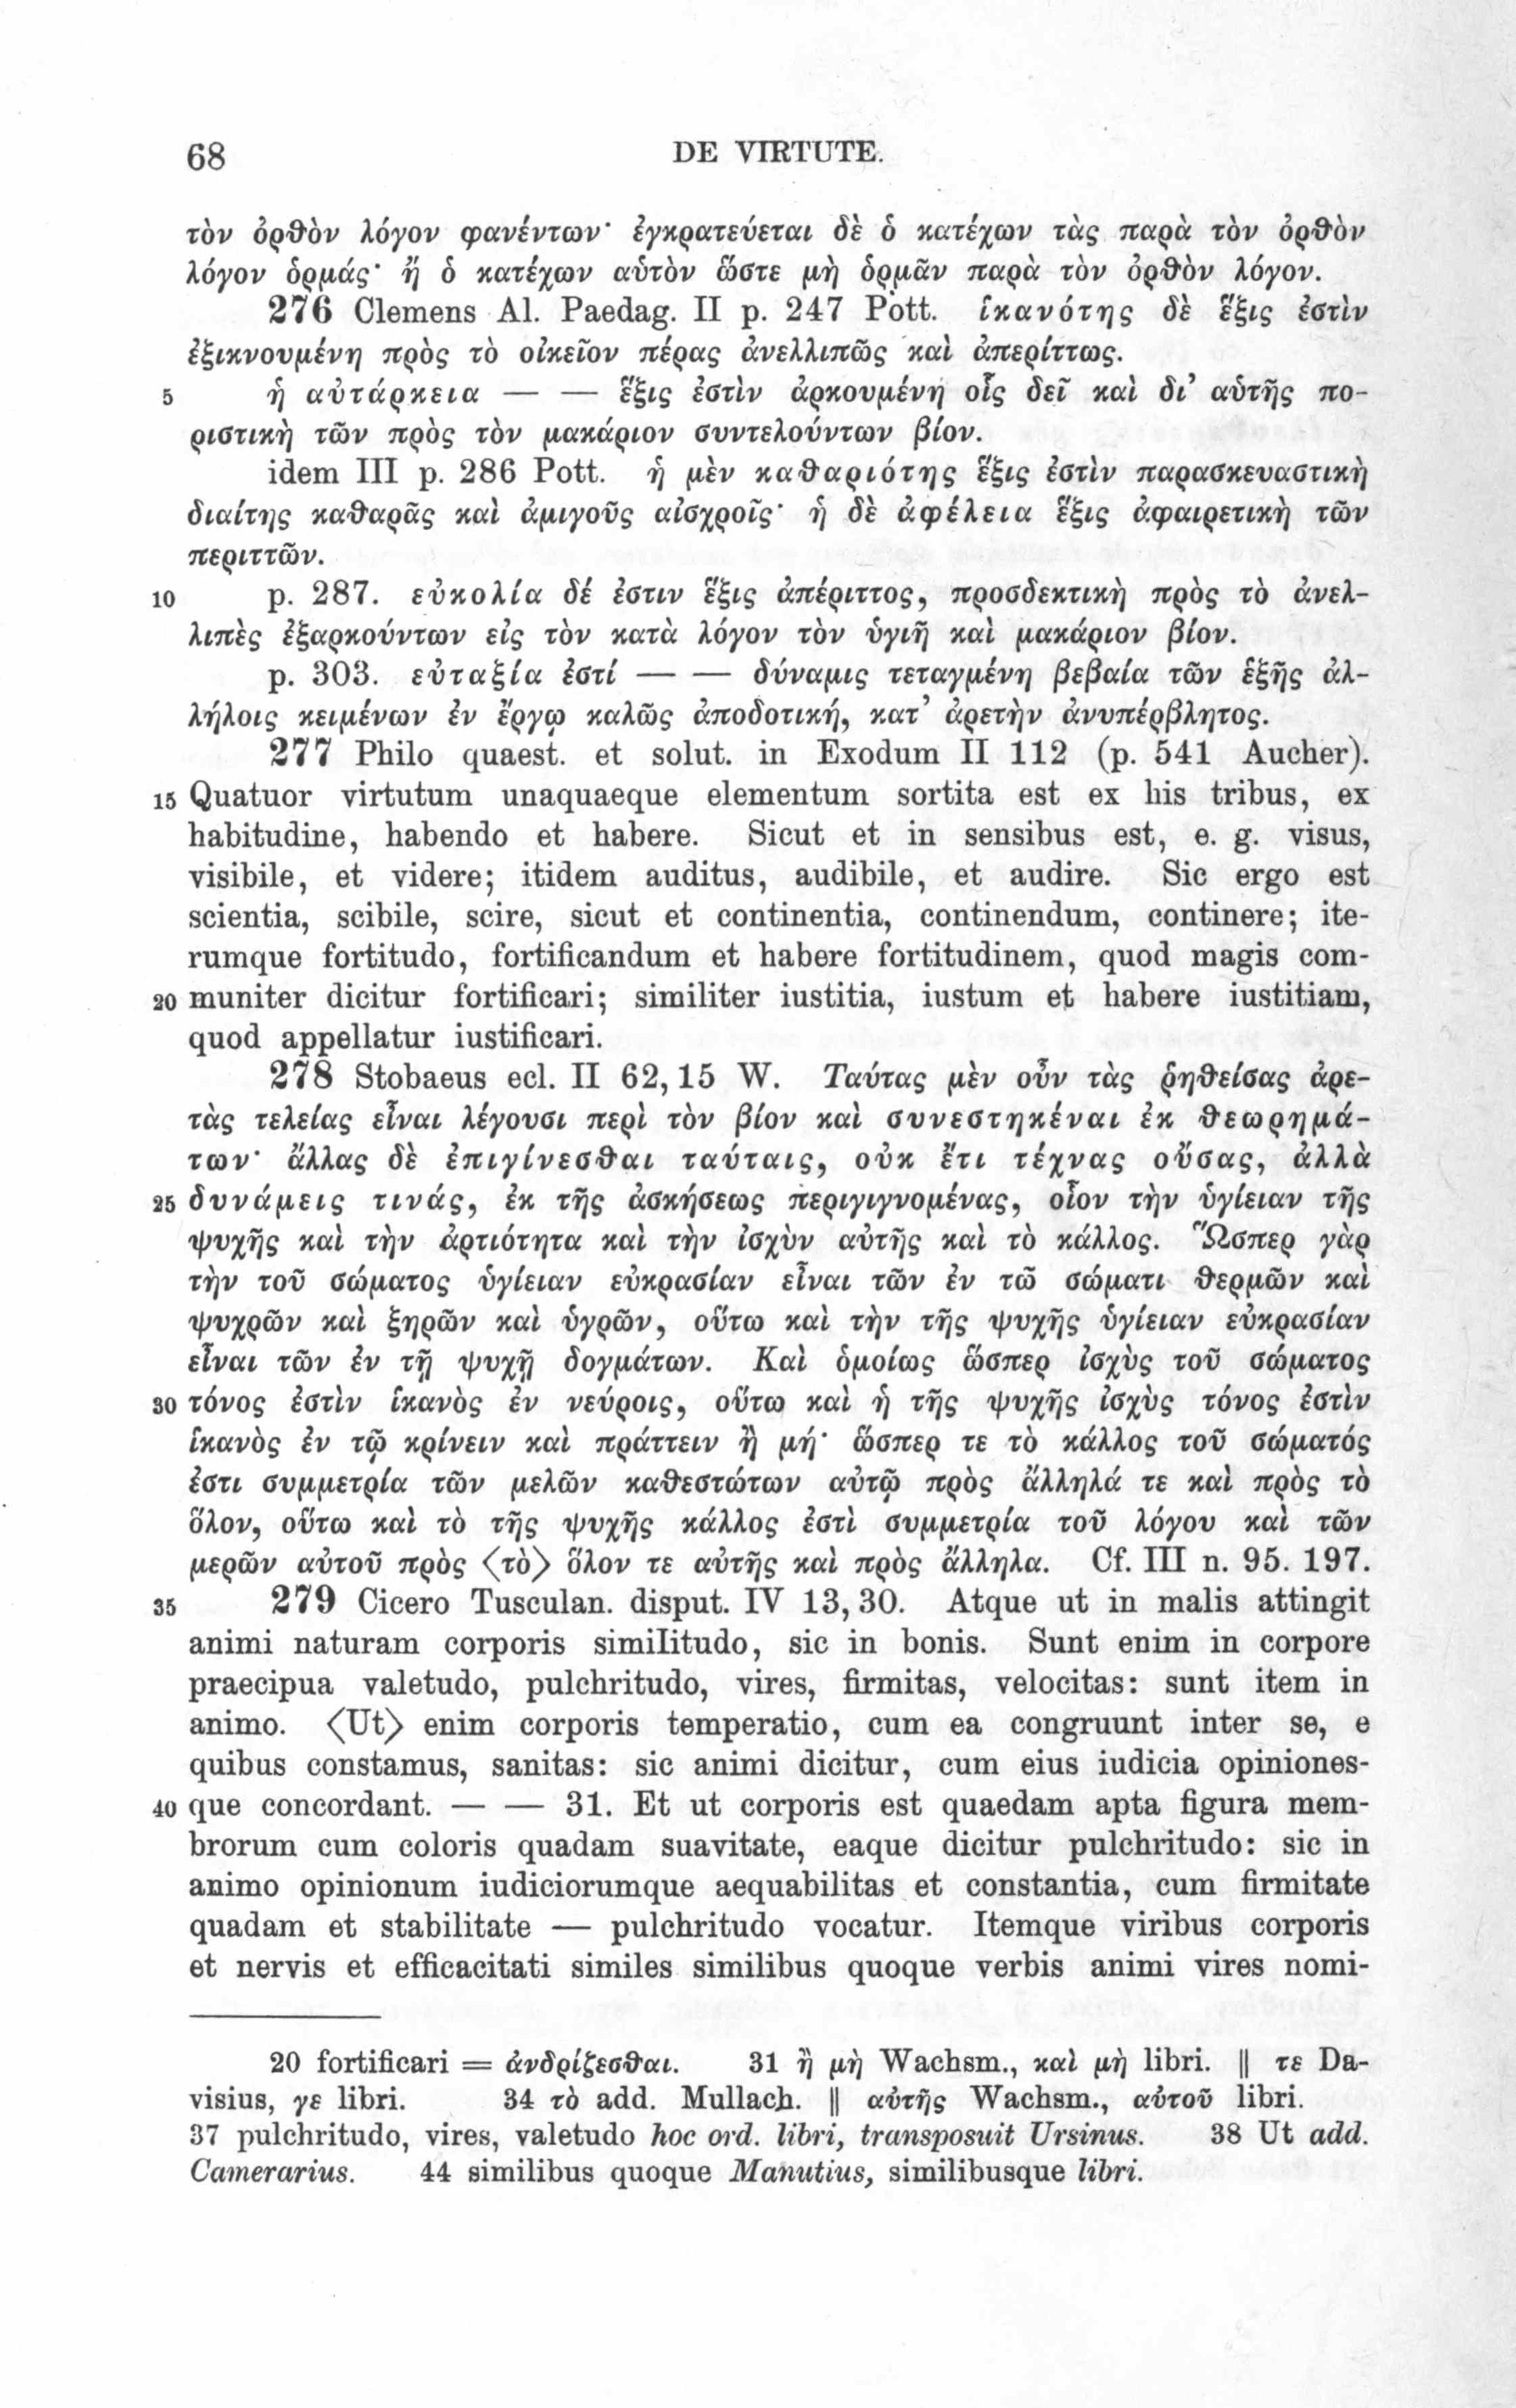 68 DE VIRTUTE.
τὸν ὀρθὸν λόγον φανέντων· ἐγκρατεύεται δὲ ὁ κατέχων τὰς παρὰ τὸν ὀρθὸν
λόγον ὁρμάς· ἢ ὁ κατέχων αὑτὸν ὥστε μὴ ὁρμᾶν παρὰ τὸν ὀρθὸν λόγον.
276 Clemens Al. Paedag. II p. 247 Pott. ἱκανότης δὲ ἕξις ἐστὶν
ἐξικνουμένη πρὸς τὸ οἰκεῖον πέρας ἀνελλιπῶς καὶ ἀπερίττως.
5 ἡ αὐτάρκεια — — ἕξις ἐστὶν ἀρκουμένη οἷς δεῖ καὶ δι’ αὑτῆς πο-
ριστικὴ τῶν πρὸς τὸν μακάριον συντελούντων βίον.
idem III p. 286 Pott. ἡ μὲν καθαριότης ἕξις ἐστὶν παρασκευαστικὴ
διαίτης καθαρᾶς καὶ ἀμιγοῦς αἰσχροῖς· ἡ δὲ ἀφέλεια ἕξις ἀφαιρετικὴ τῶν
περιττῶν.
10 p. 287. εὐκολία δέ ἐστιν ἕξις ἀπέριττος, προσδεκτικὴ πρὸς τὸ ἀνελ-
λιπὲς ἐξαρκούντων εἰς τὸν κατὰ λόγον τὸν ὑγιῆ καὶ μακάριον βίον.
p. 303. εὐταξία ἐστί — — δύναμις τεταγμένη βεβαία τῶν ἑξῆς ἀλ-
λήλοις κειμένων ἐν ἔργῳ καλῶς ἀποδοτική, κατ’ ἀρετὴν ἀνυπέρβλητος.
277 Philo quaest. et solut. in Exodum II 112 (p. 541 Aucher).
15 Quatuor virtutum unaquaeque elementum sortita est ex his tribus, ex
habitudine, habendo et habere. Sicut et in sensibus est, e. g. visus,
visibile, et videre; itidem auditus, audibile, et audire. Sic ergo est
scientia, scibile, scire, sicut et continentia, continendum, continere; ite-
rumque fortitudo, fortificandum et habere fortitudinem, quod magis com-
20 muniter dicitur fortificari; similiter iustitia, iustum et habere iustitiam,
quod appellatur iustificari.
278 Stobaeus ecl. II 62,15 W. Ταύτας μὲν οὖν τὰς ῥηθείσας ἀρε-
τὰς τελείας εἶναι λέγουσι περὶ τὸν βίον καὶ συνεστηκέναι ἐκ θεωρημά-
των· ἄλλας δὲ ἐπιγίνεσθαι ταύταις, οὐκ ἔτι τέχνας οὔσας, ἀλλὰ
25 δυνάμεις τινάς, ἐκ τῆς ἀσκήσεως περιγιγνομένας, οἷον τὴν ὑγίειαν τῆς
ψυχῆς καὶ τὴν ἀρτιότητα καὶ τὴν ἰσχὺν αὐτῆς καὶ τὸ κάλλος. Ὥσπερ γὰρ
τὴν τοῦ σώματος ὑγίειαν εὐκρασίαν εἶναι τῶν ἐν τῶ σώματι θερμῶν καὶ
ψυχρῶν καὶ ξηρῶν καὶ ὑγρῶν, οὕτω καὶ τὴν τῆς ψυχῆς ὑγίειαν εὐκρασίαν
εἶναι τῶν ἐν τῇ ψυχῇ δογμάτων. Καὶ ὁμοίως ὥσπερ ἰσχὺς τοῦ σώματος
30 τόνος ἐστὶν ἱκανὸς ἐν νεύροις, οὕτω καὶ ἡ τῆς ψυχῆς ἰσχὺς τόνος ἐστὶν
ἱκανὸς ἐν τῷ κρίνειν καὶ πράττειν ἢ μή· ὥσπερ τε τὸ κάλλος τοῦ σώματός
ἐστι συμμετρία τῶν μελῶν καθεστώτων αὐτῷ πρὸς ἄλληλά τε καὶ πρὸς τὸ
ὅλον, οὕτω καὶ τὸ τῆς ψυχῆς κάλλος ἐστὶ συμμετρία τοῦ λόγου καὶ τῶν
μερῶν αὐτοῦ πρὸς ⟨τὸ⟩ ὅλον τε αὐτῆς καὶ πρὸς ἄλληλα. Cf. III n. 95. 197.
35 279 Cicero Tusculan. disput. IV 13,30. Atque ut in malis attingit
animi naturam corporis similitudo, sic in bonis. Sunt enim in corpore
praecipua valetudo, pulchritudo, vires, firmitas, velocitas: sunt item in
animo. ⟨Ut⟩ enim corporis temperatio, cum ea congruunt inter se, e
quibus constamus, sanitas: sic animi dicitur, cum eius iudicia opiniones-
40 que concordant. — — 31. Et ut corporis est quaedam apta figura mem-
brorum cum coloris quadam suavitate, eaque dicitur pulchritudo: sic in
animo opinionum iudiciorumque aequabilitas et constantia, cum firmitate
quadam et stabilitate — pulchritudo vocatur. Itemque viribus corporis
et nervis et efficacitati similes similibus quoque verbis animi vires nomi-
20 fortificari = ἀνδρίζεσθαι. 31 ἢ μὴ Wachsm., καὶ μὴ libri. || τε Da-
visius, γε libri. 34 τὸ add. Mullach. || αὐτῆς Wachsm., αὐτοῦ libri.
37 pulchritudo, vires, valetudo hoc ord. libri, transposuit Ursinus. 38 Ut add.
Camerarius. 44 similibus quoque Manutius, similibusque libri.